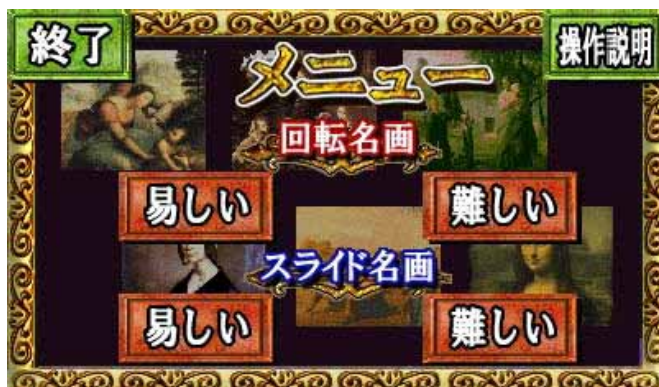 終了
操作説明
メニュー
回転名画
易しい
難しい
スライド名画
易しい
難しい